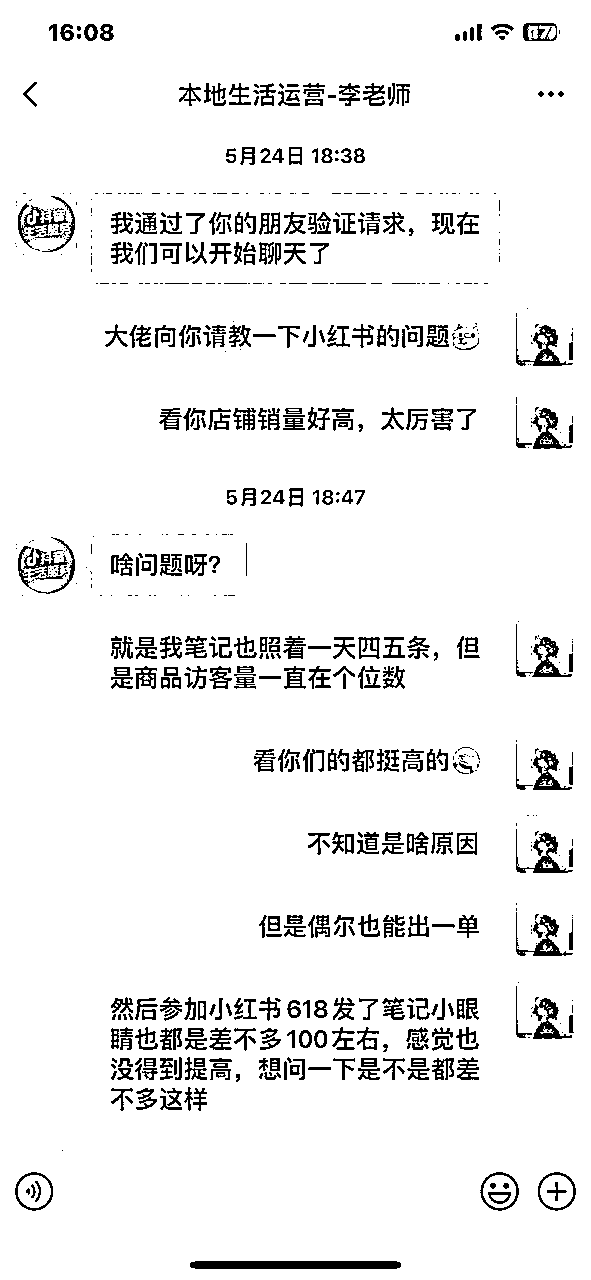 16:08
本地生活运营-李老师
5月24日 18:38
我通过了你的朋友验证请求，现在
我们可以开始聊天了
大佬向你请教一下小红书的问题
看你店铺销量好高，太厉害了
5月24日 18:47
啥问题呀？
就是我笔记也照着一天四五条，但
是商品访客量一直在个位数
看你们的都挺高的
不知道是啥原因
但是偶尔也能出一单
然后参加小红书618发了笔记小眼
睛也都是差不多100左右，感觉也
没得到提高，想问一下是不是都差
不多这样